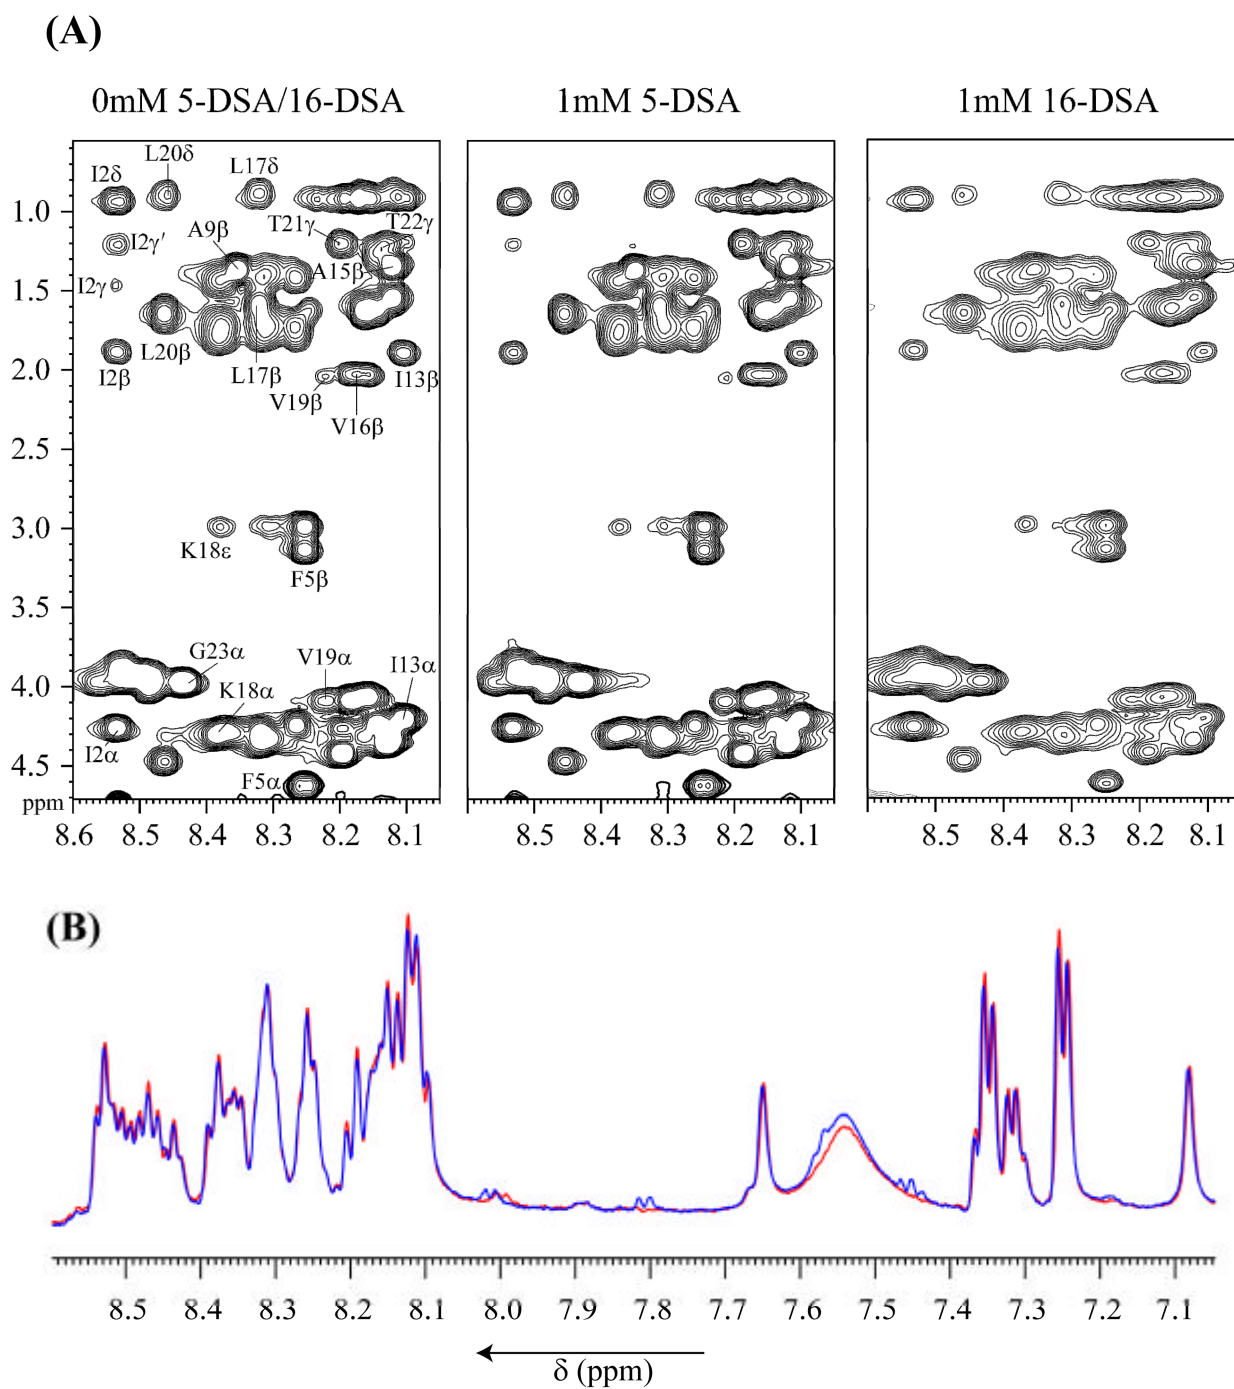 (A)
0mM 5-DSA/16-DSA
1mM 5-DSA
1mM 16-DSA
I2δ
L20δ
L17δ
1.0
I2γ′
A9β
T21γ
T22γ
I2γ
A15β
1.5
I2β
L20β
L17β
I13β
2.0
V19β
V16β
2.5
3.0
K18ε
F5β
3.5
G23α
V19α
I13α
4.0
K18α
I2α
F5α
4.5
ppm
8.6 8.5 8.4 8.3 8.2 8.1
8.5 8.4 8.3 8.2 8.1
8.5 8.4 8.3 8.2 8.1
(B)
8.5 8.4 8.3 8.2 8.1 8.0 7.9 7.8 7.7 7.6 7.5 7.4 7.3 7.2 7.1
δ (ppm)